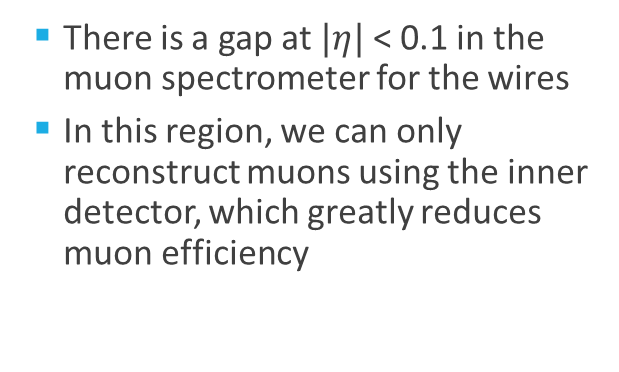 ▪ There is a gap at |η| < 0.1 in the
muon spectrometer for the wires
▪ In this region, we can only
reconstruct muons using the inner
detector, which greatly reduces
muon efficiency